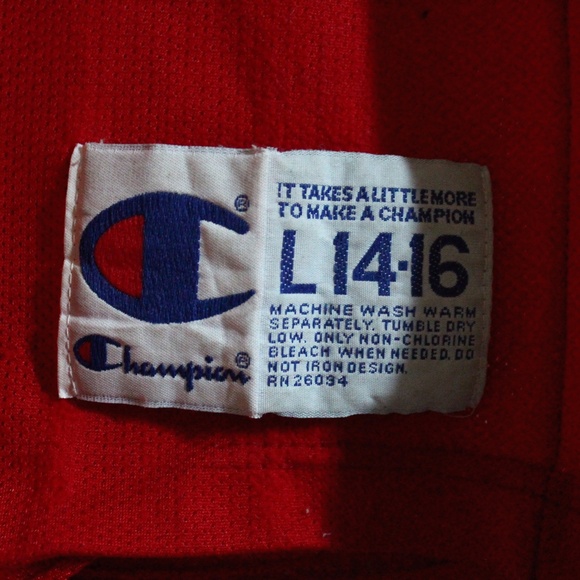 ®
Champion®
IT TAKES A LITTLE MORE
TO MAKE A CHAMPION
L 14-16
MACHINE WASH WARM
SEPARATELY. TUMBLE DRY
LOW. ONLY NON-CHLORINE
BLEACH WHEN NEEDED. DO
NOT IRON DESIGN.
RN 26094